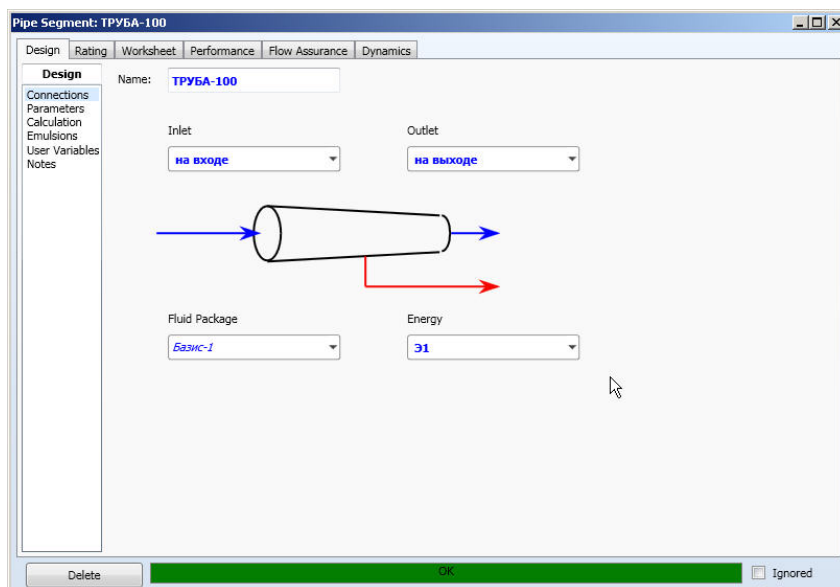 Pipe Segment: ТРУБА-100
Design Rating Worksheet Performance Flow Assurance Dynamics
Design
Connections
Parameters
Calculation
Emulsions
User Variables
Notes
Name: ТРУБА-100
Inlet Outlet
на входе на выходе
Fluid Package Energy
Базис-1 Э1
Delete OK Ignored